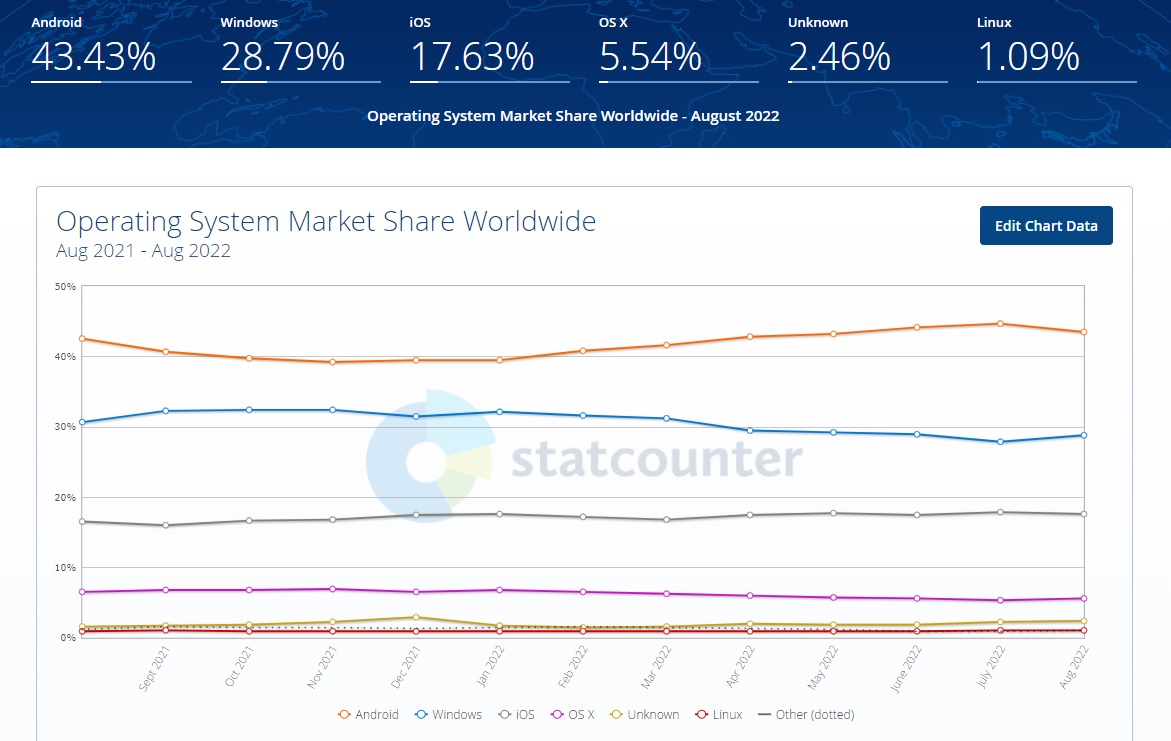 Android Windows iOS OS X Unknown Linux
43.43% 28.79% 17.63% 5.54% 2.46% 1.09%
Operating System Market Share Worldwide - August 2022
Operating System Market Share Worldwide
Edit Chart Data
Aug 2021 - Aug 2022
50%
40%
30%
statcounter
20%
10%
0%
Sept 2021 Oct 2021 Nov 2021 Dec 2021 Jan 2022 Feb 2022 Mar 2022 Apr 2022 May 2022 June 2022 July 2022 Aug 2022
Android Windows iOS OS X Unknown Linux Other (dotted)